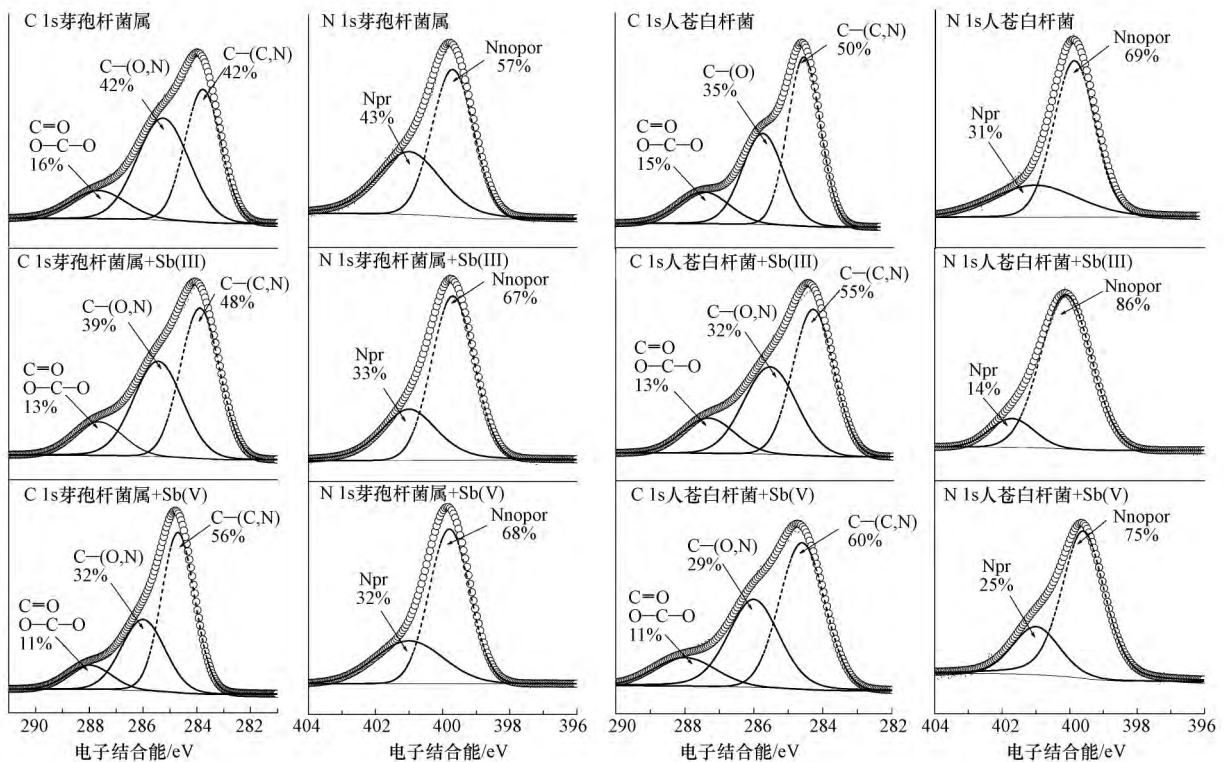 C 1s芽孢杆菌属
C—(C,N)
42%
C—(O,N)
42%
C=O
O—C—O
16%
N 1s芽孢杆菌属
Nnopor
57%
Npr
43%
C 1s人苍白杆菌
C—(C,N)
50%
C—(O)
35%
C=O
O—C—O
15%
N 1s人苍白杆菌
Nnopor
69%
Npr
31%
C 1s芽孢杆菌属+Sb(III)
C—(C,N)
48%
C—(O,N)
39%
C=O
O—C—O
13%
N 1s芽孢杆菌属+Sb(III)
Nnopor
67%
Npr
33%
C 1s人苍白杆菌+Sb(III)
C—(C,N)
55%
C—(O,N)
32%
C=O
O—C—O
13%
N 1s人苍白杆菌+Sb(III)
Nnopor
86%
Npr
14%
C 1s芽孢杆菌属+Sb(V)
C—(C,N)
56%
C—(O,N)
32%
C=O
O—C—O
11%
N 1s芽孢杆菌属+Sb(V)
Nnopor
68%
Npr
32%
C 1s人苍白杆菌+Sb(V)
C—(C,N)
60%
C—(O,N)
29%
C=O
O—C—O
11%
N 1s人苍白杆菌+Sb(V)
Nnopor
75%
Npr
25%
290 288 286 284 282
404 402 400 398 396
290 288 286 284 282
404 402 400 398 396
电子结合能/eV
电子结合能/eV
电子结合能/eV
电子结合能/eV